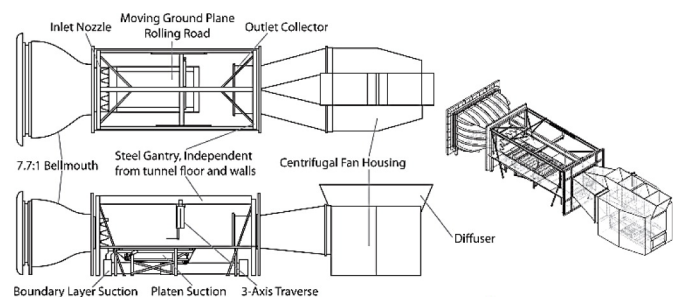 Inlet Nozzle
Moving Ground Plane
Rolling Road
Outlet Collector
7.7:1 Bellmouth
Steel Gantry, Independent
from tunnel floor and walls
Centrifugal Fan Housing
Diffuser
Boundary Layer Suction
Platen Suction
3-Axis Traverse